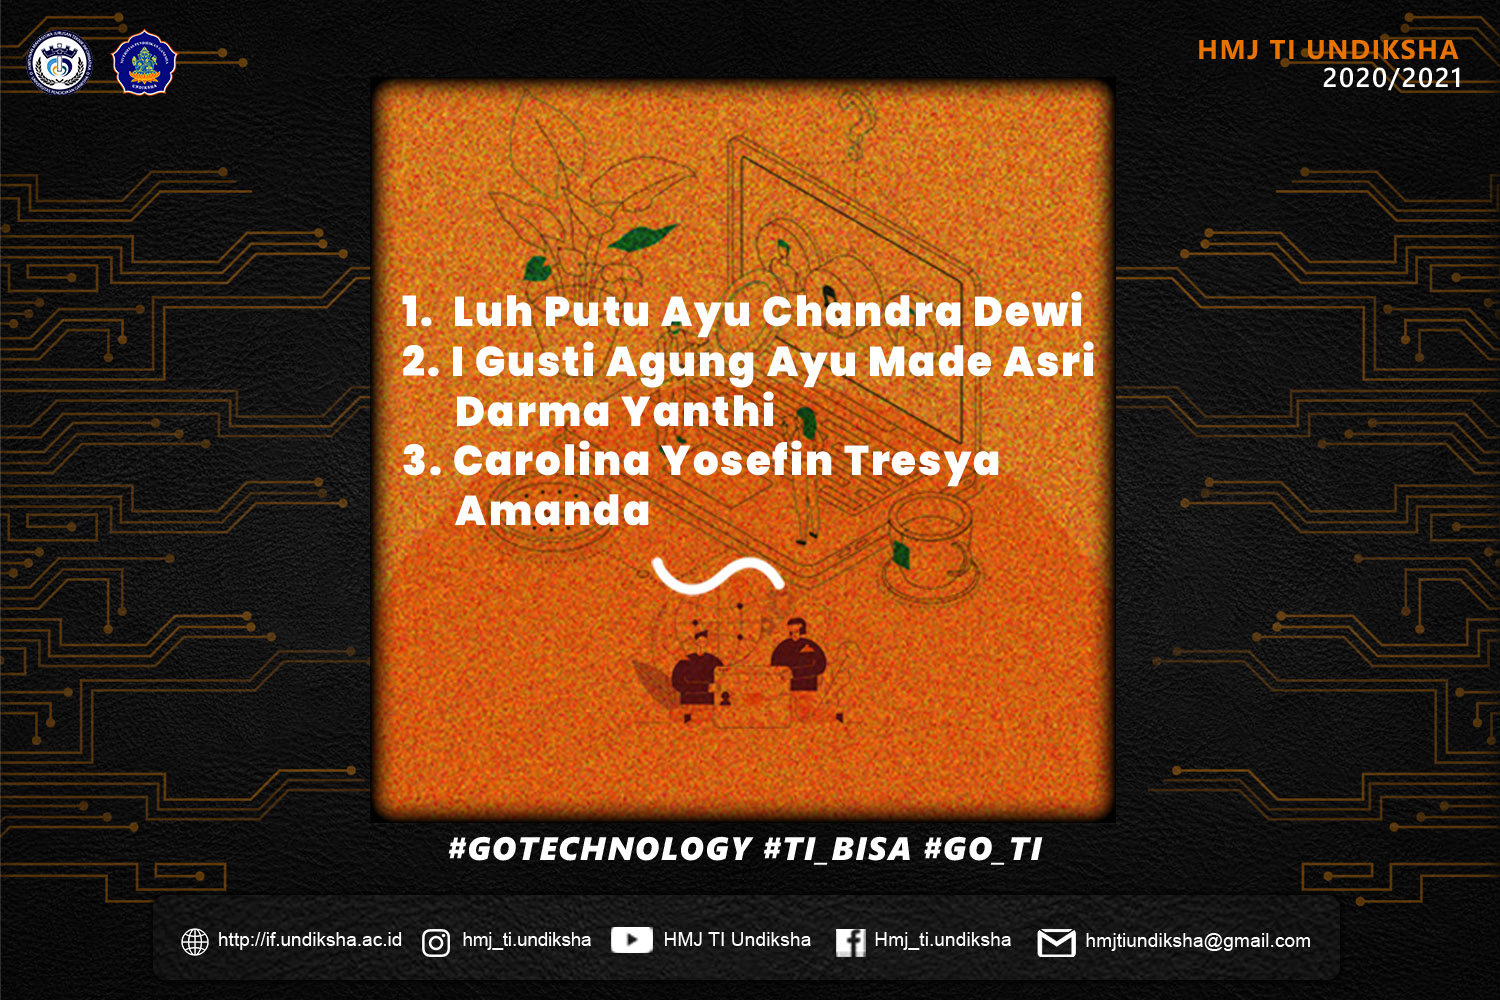 HMJ TI UNDIKSHA
2020/2021
1. Luh Putu Ayu Chandra Dewi
2. I Gusti Agung Ayu Made Asri
Darma Yanthi
3. Carolina Yosefin Tresya
Amanda
#GOTECHNOLOGY #TI_BISA #GO_TI
http://if.undiksha.ac.id hmj_ti.undiksha HMJ TI Undiksha Hmj_ti.undiksha hmjtiundiksha@gmail.com